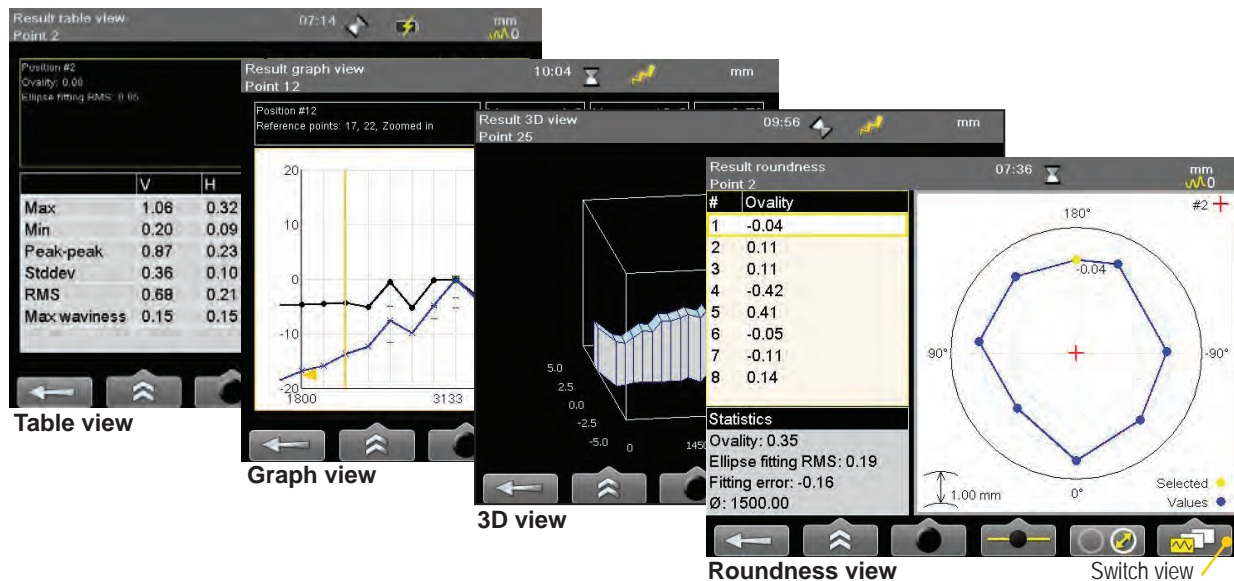 Result table view
07:14
mm
Point 2
0
Position #2
Ovality: 0.08
Ellipse fitting RMS: 0.05
V H
Max 1.06 0.32
Min 0.20 0.09
Peak-peak 0.87 0.23
Stddev 0.36 0.10
RMS 0.68 0.21
Max waviness 0.15 0.15
Table view
Result graph view
10:04
mm
Point 12
Position #12
Reference points: 17, 22, Zoomed in
20
10
0
-10
-20
1800 3133
Graph view
Result 3D view
09:56
mm
Point 25
5.0
2.5
0.0
-2.5
-5.0
0
3D view
Result roundness
07:36
mm
Point 2
0
# Ovality
1 -0.04
2 0.11
3 0.11
4 -0.42
5 0.41
6 -0.05
7 -0.11
8 0.14
Statistics
Ovality: 0.35
Ellipse fitting RMS: 0.19
Fitting error: -0.16
Ø: 1500.00
#2
180°
-0.04
90°
-90°
0°
1.00 mm
Selected
Values
Roundness view
Switch view